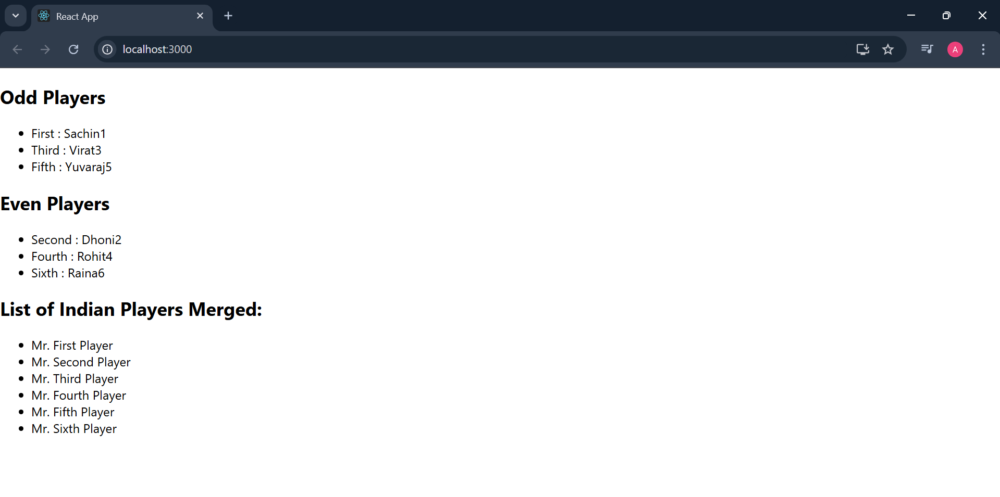 React App
localhost:3000
A
Odd Players
First : Sachin1
Third : Virat3
Fifth : Yuvaraj5
Even Players
Second : Dhoni2
Fourth : Rohit4
Sixth : Raina6
List of Indian Players Merged:
Mr. First Player
Mr. Second Player
Mr. Third Player
Mr. Fourth Player
Mr. Fifth Player
Mr. Sixth Player